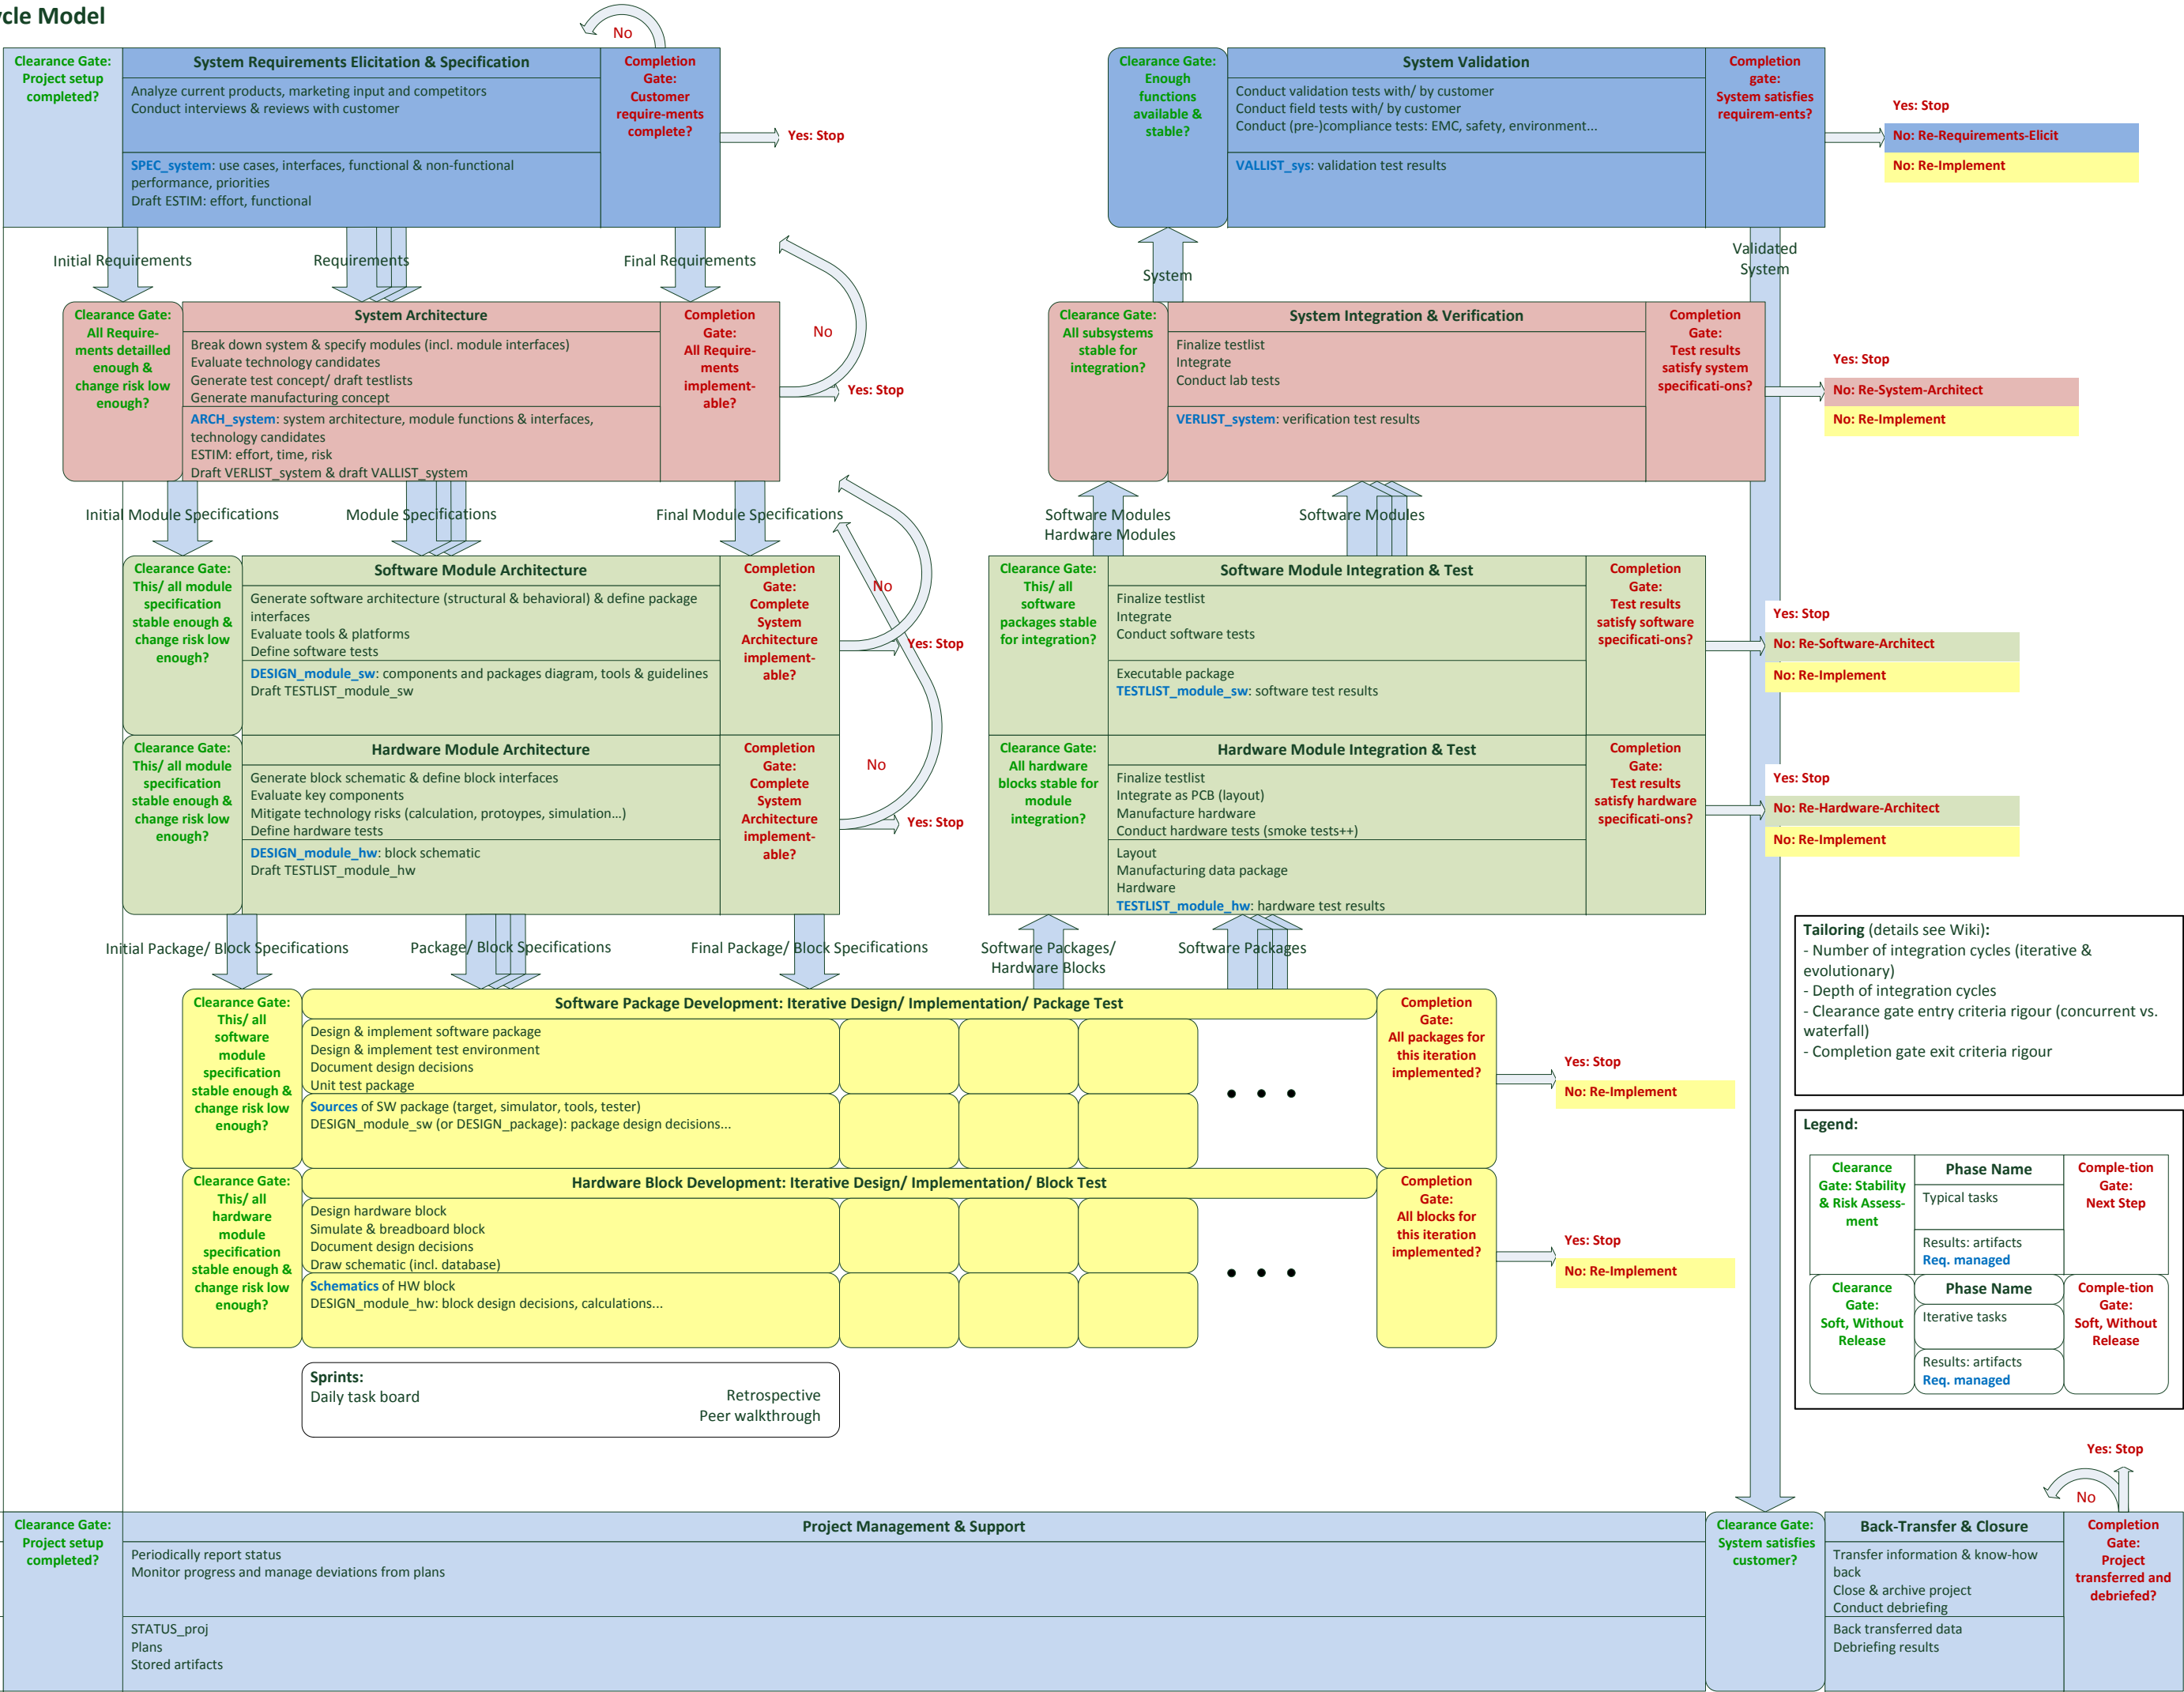 cle Model
No
Clearance Gate:
Project setup
completed?
System Requirements Elicitation & Specification
Analyze current products, marketing input and competitors
Conduct interviews & reviews with customer
SPEC_system: use cases, interfaces, functional & non-functional
performance, priorities
Draft ESTIM: effort, functional
Completion
Gate:
Customer
require-ments
complete?
Yes: Stop
Clearance Gate:
Enough
functions
available &
stable?
System Validation
Conduct validation tests with/ by customer
Conduct field tests with/ by customer
Conduct (pre-)compliance tests: EMC, safety, environment...
VALLIST_sys: validation test results
Completion
gate:
System satisfies
requirem-ents?
Yes: Stop
No: Re-Requirements-Elicit
No: Re-Implement
Initial Requirements
Requirements
Final Requirements
System
Validated
System
Clearance Gate:
All Require-
ments detailled
enough &
change risk low
enough?
System Architecture
Break down system & specify modules (incl. module interfaces)
Evaluate technology candidates
Generate test concept/ draft testlists
Generate manufacturing concept
ARCH_system: system architecture, module functions & interfaces,
technology candidates
ESTIM: effort, time, risk
Draft VERLIST_system & draft VALLIST_system
Completion
Gate:
All Require-
ments
implement-
able?
No
Yes: Stop
Clearance Gate:
All subsystems
stable for
integration?
System Integration & Verification
Finalize testlist
Integrate
Conduct lab tests
VERLIST_system: verification test results
Completion
Gate:
Test results
satisfy system
specificati-ons?
Yes: Stop
No: Re-System-Architect
No: Re-Implement
Initial Module Specifications
Module Specifications
Final Module Specifications
Software Modules
Hardware Modules
Software Modules
Clearance Gate:
This/ all module
specification
stable enough &
change risk low
enough?
Software Module Architecture
Generate software architecture (structural & behavioral) & define package
interfaces
Evaluate tools & platforms
Define software tests
DESIGN_module_sw: components and packages diagram, tools & guidelines
Draft TESTLIST_module_sw
Completion
Gate:
Complete
System
Architecture
implement-
able?
No
Yes: Stop
Clearance Gate:
This/ all
software
packages stable
for integration?
Software Module Integration & Test
Finalize testlist
Integrate
Conduct software tests
Executable package
TESTLIST_module_sw: software test results
Completion
Gate:
Test results
satisfy software
specificati-ons?
Yes: Stop
No: Re-Software-Architect
No: Re-Implement
Clearance Gate:
This/ all module
specification
stable enough &
change risk low
enough?
Hardware Module Architecture
Generate block schematic & define block interfaces
Evaluate key components
Mitigate technology risks (calculation, protoypes, simulation...)
Define hardware tests
DESIGN_module_hw: block schematic
Draft TESTLIST_module_hw
Completion
Gate:
Complete
System
Architecture
implement-
able?
No
Yes: Stop
Clearance Gate:
All hardware
blocks stable for
module
integration?
Hardware Module Integration & Test
Finalize testlist
Integrate as PCB (layout)
Manufacture hardware
Conduct hardware tests (smoke tests++)
Layout
Manufacturing data package
Hardware
TESTLIST_module_hw: hardware test results
Completion
Gate:
Test results
satisfy hardware
specificati-ons?
Yes: Stop
No: Re-Hardware-Architect
No: Re-Implement
Initial Package/ Block Specifications
Package/ Block Specifications
Final Package/ Block Specifications
Software Packages/
Hardware Blocks
Software Packages
Tailoring (details see Wiki):
- Number of integration cycles (iterative &
evolutionary)
- Depth of integration cycles
- Clearance gate entry criteria rigour (concurrent vs.
waterfall)
- Completion gate exit criteria rigour
Clearance Gate:
This/ all
software
module
specification
stable enough &
change risk low
enough?
Software Package Development: Iterative Design/ Implementation/ Package Test
Design & implement software package
Design & implement test environment
Document design decisions
Unit test package
Sources of SW package (target, simulator, tools, tester)
DESIGN_module_sw (or DESIGN_package): package design decisions...
Completion
Gate:
All packages for
this iteration
implemented?
Yes: Stop
No: Re-Implement
Clearance Gate:
This/ all
hardware
module
specification
stable enough &
change risk low
enough?
Hardware Block Development: Iterative Design/ Implementation/ Block Test
Design hardware block
Simulate & breadboard block
Document design decisions
Draw schematic (incl. database)
Schematics of HW block
DESIGN_module_hw: block design decisions, calculations...
Completion
Gate:
All blocks for
this iteration
implemented?
Yes: Stop
No: Re-Implement
Legend:
Clearance
Gate: Stability
& Risk Assess-
ment
Phase Name
Typical tasks
Results: artifacts
Req. managed
Comple-tion
Gate:
Next Step
Clearance
Gate:
Soft, Without
Release
Phase Name
Iterative tasks
Results: artifacts
Req. managed
Comple-tion
Gate:
Soft, Without
Release
Sprints:
Daily task board
Retrospective
Peer walkthrough
Yes: Stop
No
Clearance Gate:
Project setup
completed?
Project Management & Support
Periodically report status
Monitor progress and manage deviations from plans
STATUS_proj
Plans
Stored artifacts
Clearance Gate:
System satisfies
customer?
Back-Transfer & Closure
Transfer information & know-how
back
Close & archive project
Conduct debriefing
Back transferred data
Debriefing results
Completion
Gate:
Project
transferred and
debriefed?